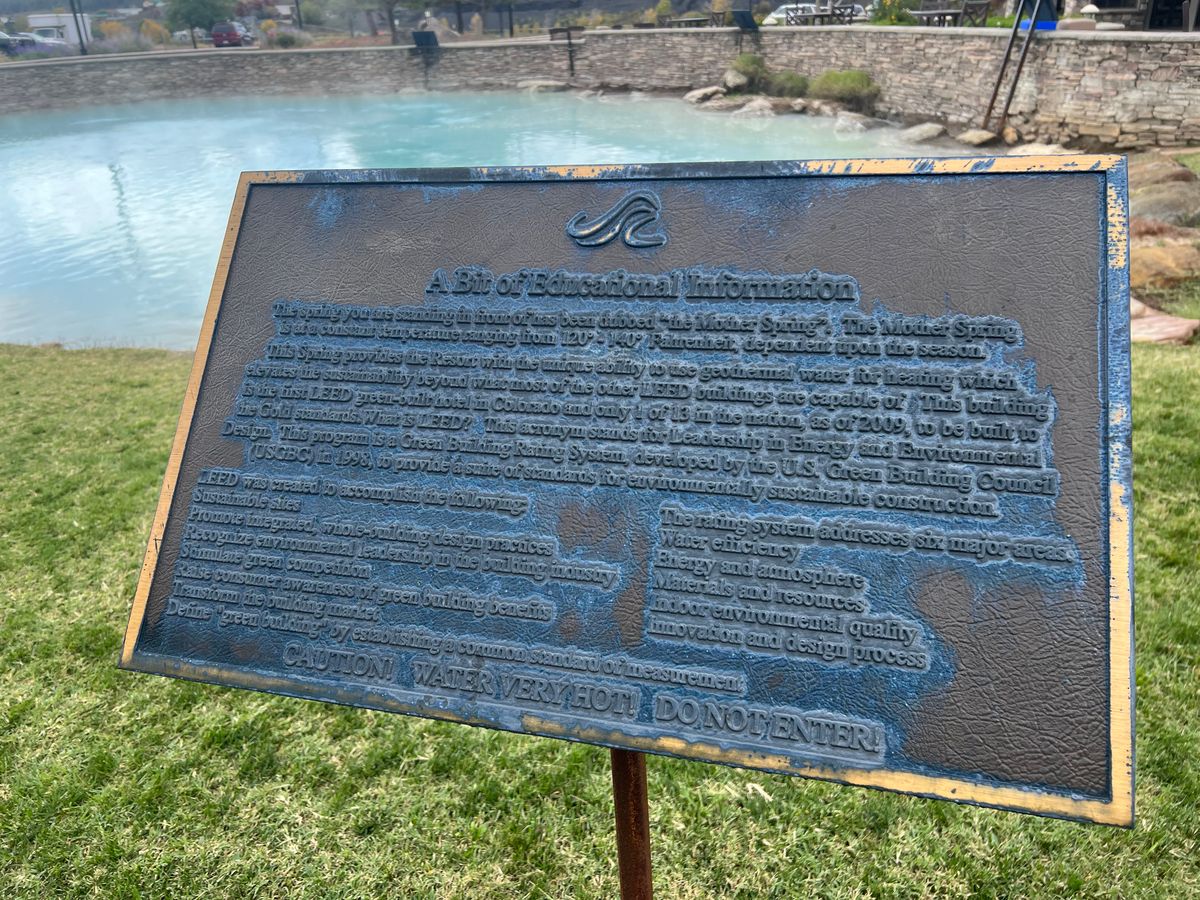 A Bit of Educational Information
The spring you are standing in front of has been dubbed "the Mother Spring". The Mother Spring
is at a constant temperature ranging from 120° - 140° Fahrenheit, dependent upon the season.
This Spring provides the Resort with the unique ability to use geothermal water for heating which
elevates the sustainability beyond what most of the other LEED buildings are capable of. This building
is the first LEED green-built hotel in Colorado and only 1 of 13 in the nation, as of 2009, to be built to
the Gold standards. What is LEED? This acronym stands for Leadership in Energy and Environmental
Design. This program is a Green Building Rating System, developed by the U.S. Green Building Council
(USGBC) in 1998, to provide a suite of standards for environmentally sustainable construction.
LEED was created to accomplish the following:
Sustainable sites
Promote integrated, whole-building design practices
Recognize environmental leadership in the building industry
Stimulate green competition
Raise consumer awareness of green building benefits
Transform the building market
Define "green building" by establishing a common standard of measurement
The rating system addresses six major areas.
Water efficiency
Energy and atmosphere
Materials and resources
Indoor environmental quality
Innovation and design process
CAUTION! WATER VERY HOT! DO NOT ENTER!